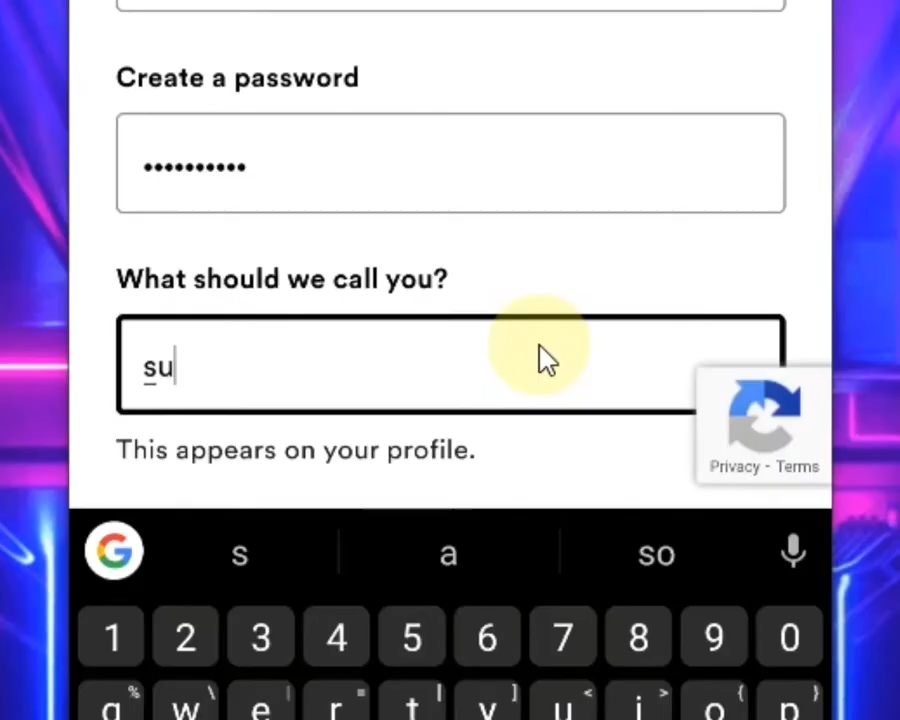 Create a password
••••••••••
What should we call you?
su
This appears on your profile.
Privacy - Terms
G s a so
1 2 3 4 5 6 7 8 9 0
% \ | = [ ] < > { }
q w e r t y u i o p